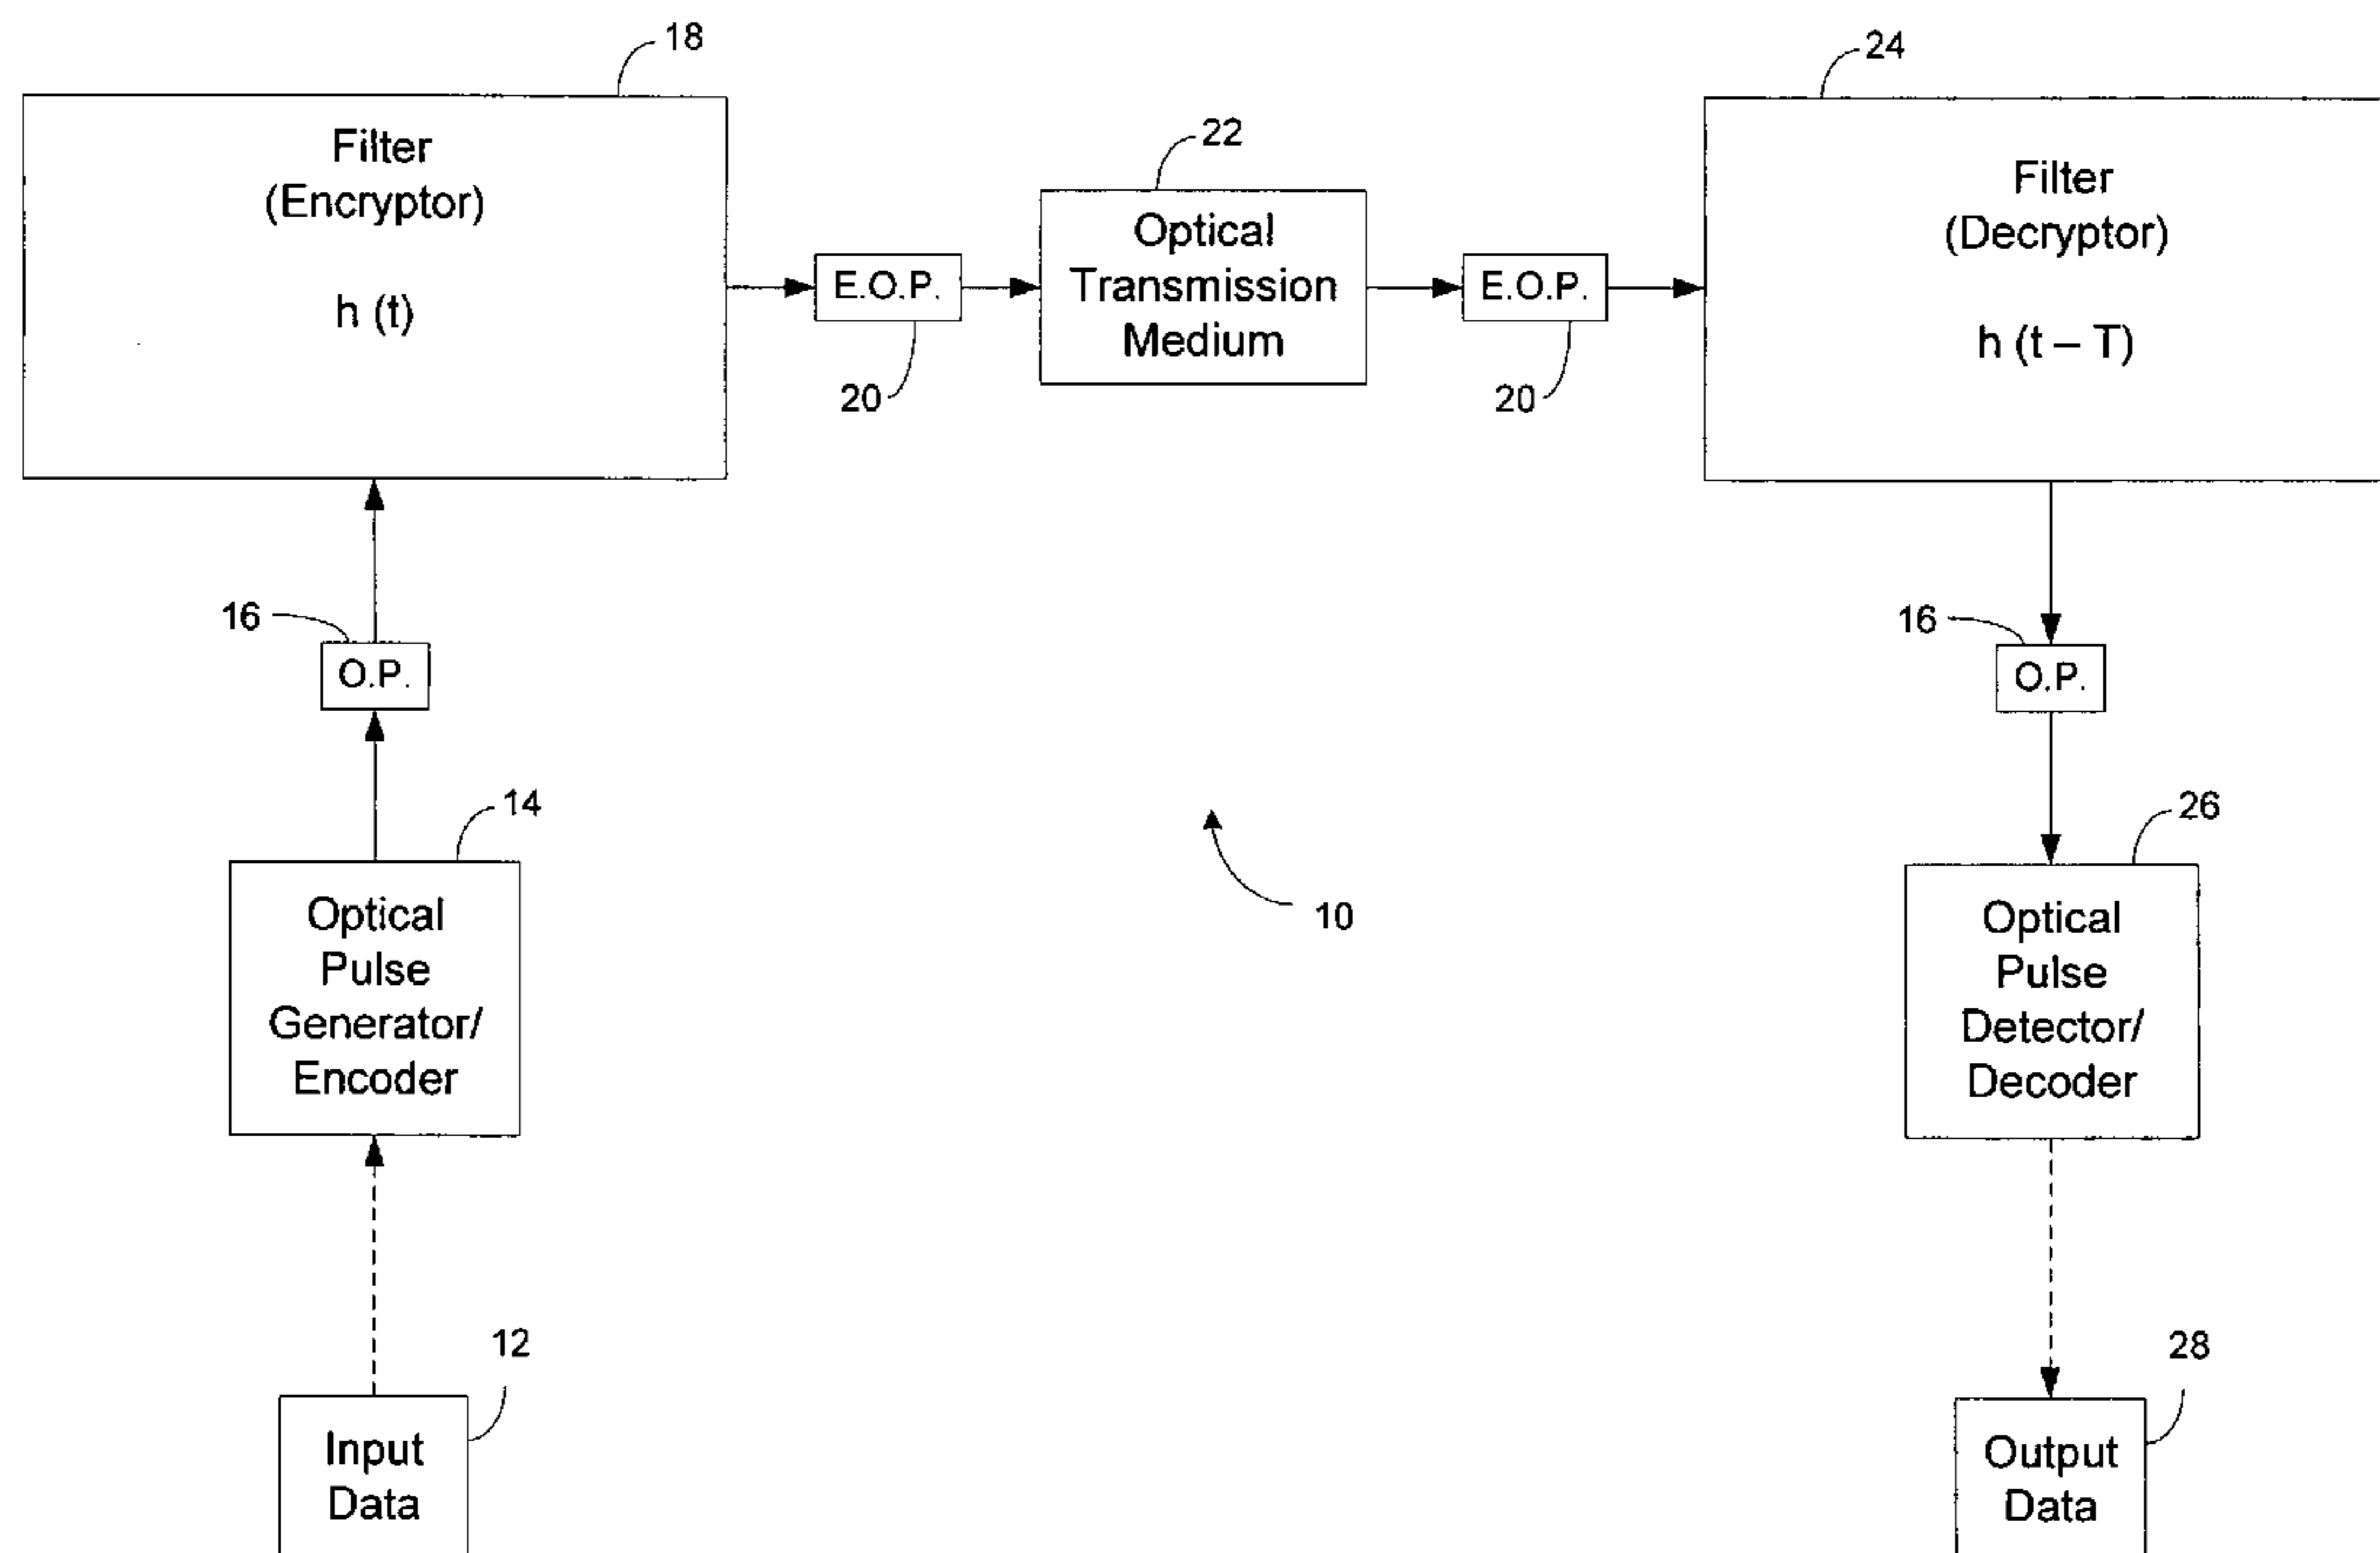 18
Filter
(Encryptor)
h (t)
22
Optical
Transmission
Medium
E.O.P.
20
E.O.P.
20
24
Filter
(Decryptor)
h (t – T)
16
O.P.
16
O.P.
14
Optical
Pulse
Generator/
Encoder
10
26
Optical
Pulse
Detector/
Decoder
12
Input
Data
28
Output
Data